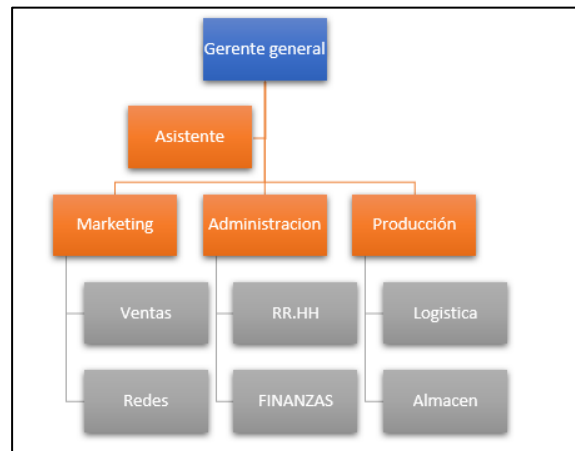 Gerente general
Asistente
Marketing
Administracion
Producción
Ventas
RR.HH
Logistica
Redes
FINANZAS
Almacen